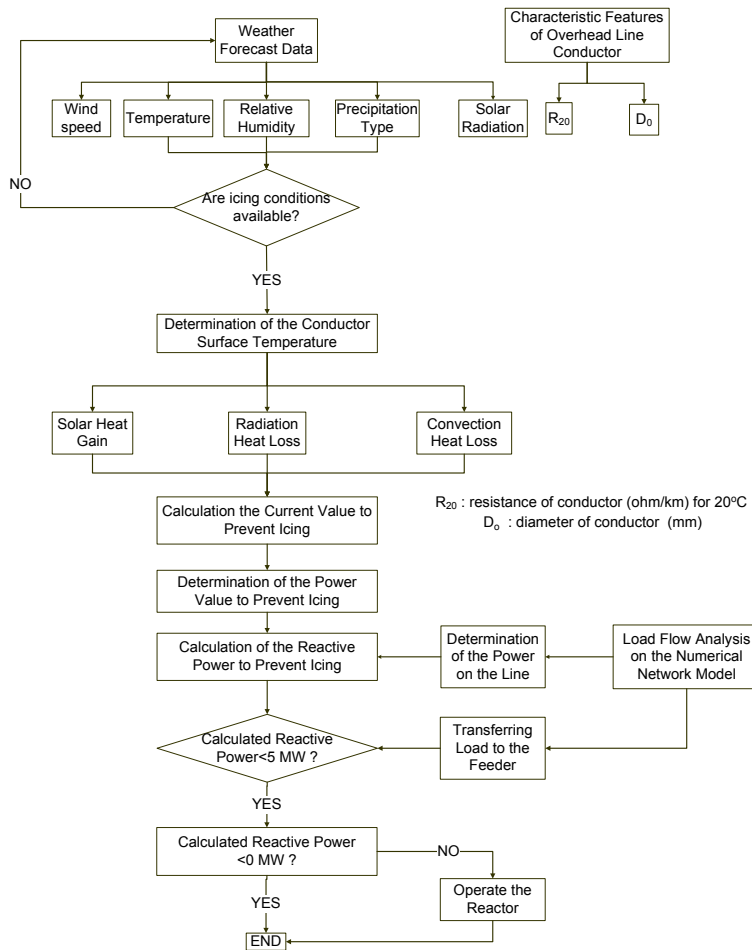 Weather
Forecast Data
Characteristic Features
of Overhead Line
Conductor
Wind
speed
Temperature
Relative
Humidity
Precipitation
Type
Solar
Radiation
R20
D0
NO
Are icing conditions
available?
YES
Determination of the Conductor
Surface Temperature
Solar Heat
Gain
Radiation
Heat Loss
Convection
Heat Loss
Calculation the Current Value to
Prevent Icing
R20 : resistance of conductor (ohm/km) for 20ºC
Do : diameter of conductor (mm)
Determination of the Power
Value to Prevent Icing
Calculation of the Reactive
Power to Prevent Icing
Determination
of the Power
on the Line
Load Flow Analysis
on the Numerical
Network Model
Calculated Reactive
Power<5 MW ?
Transferring
Load to the
Feeder
YES
Calculated Reactive Power
<0 MW ?
NO
Operate the
Reactor
YES
END